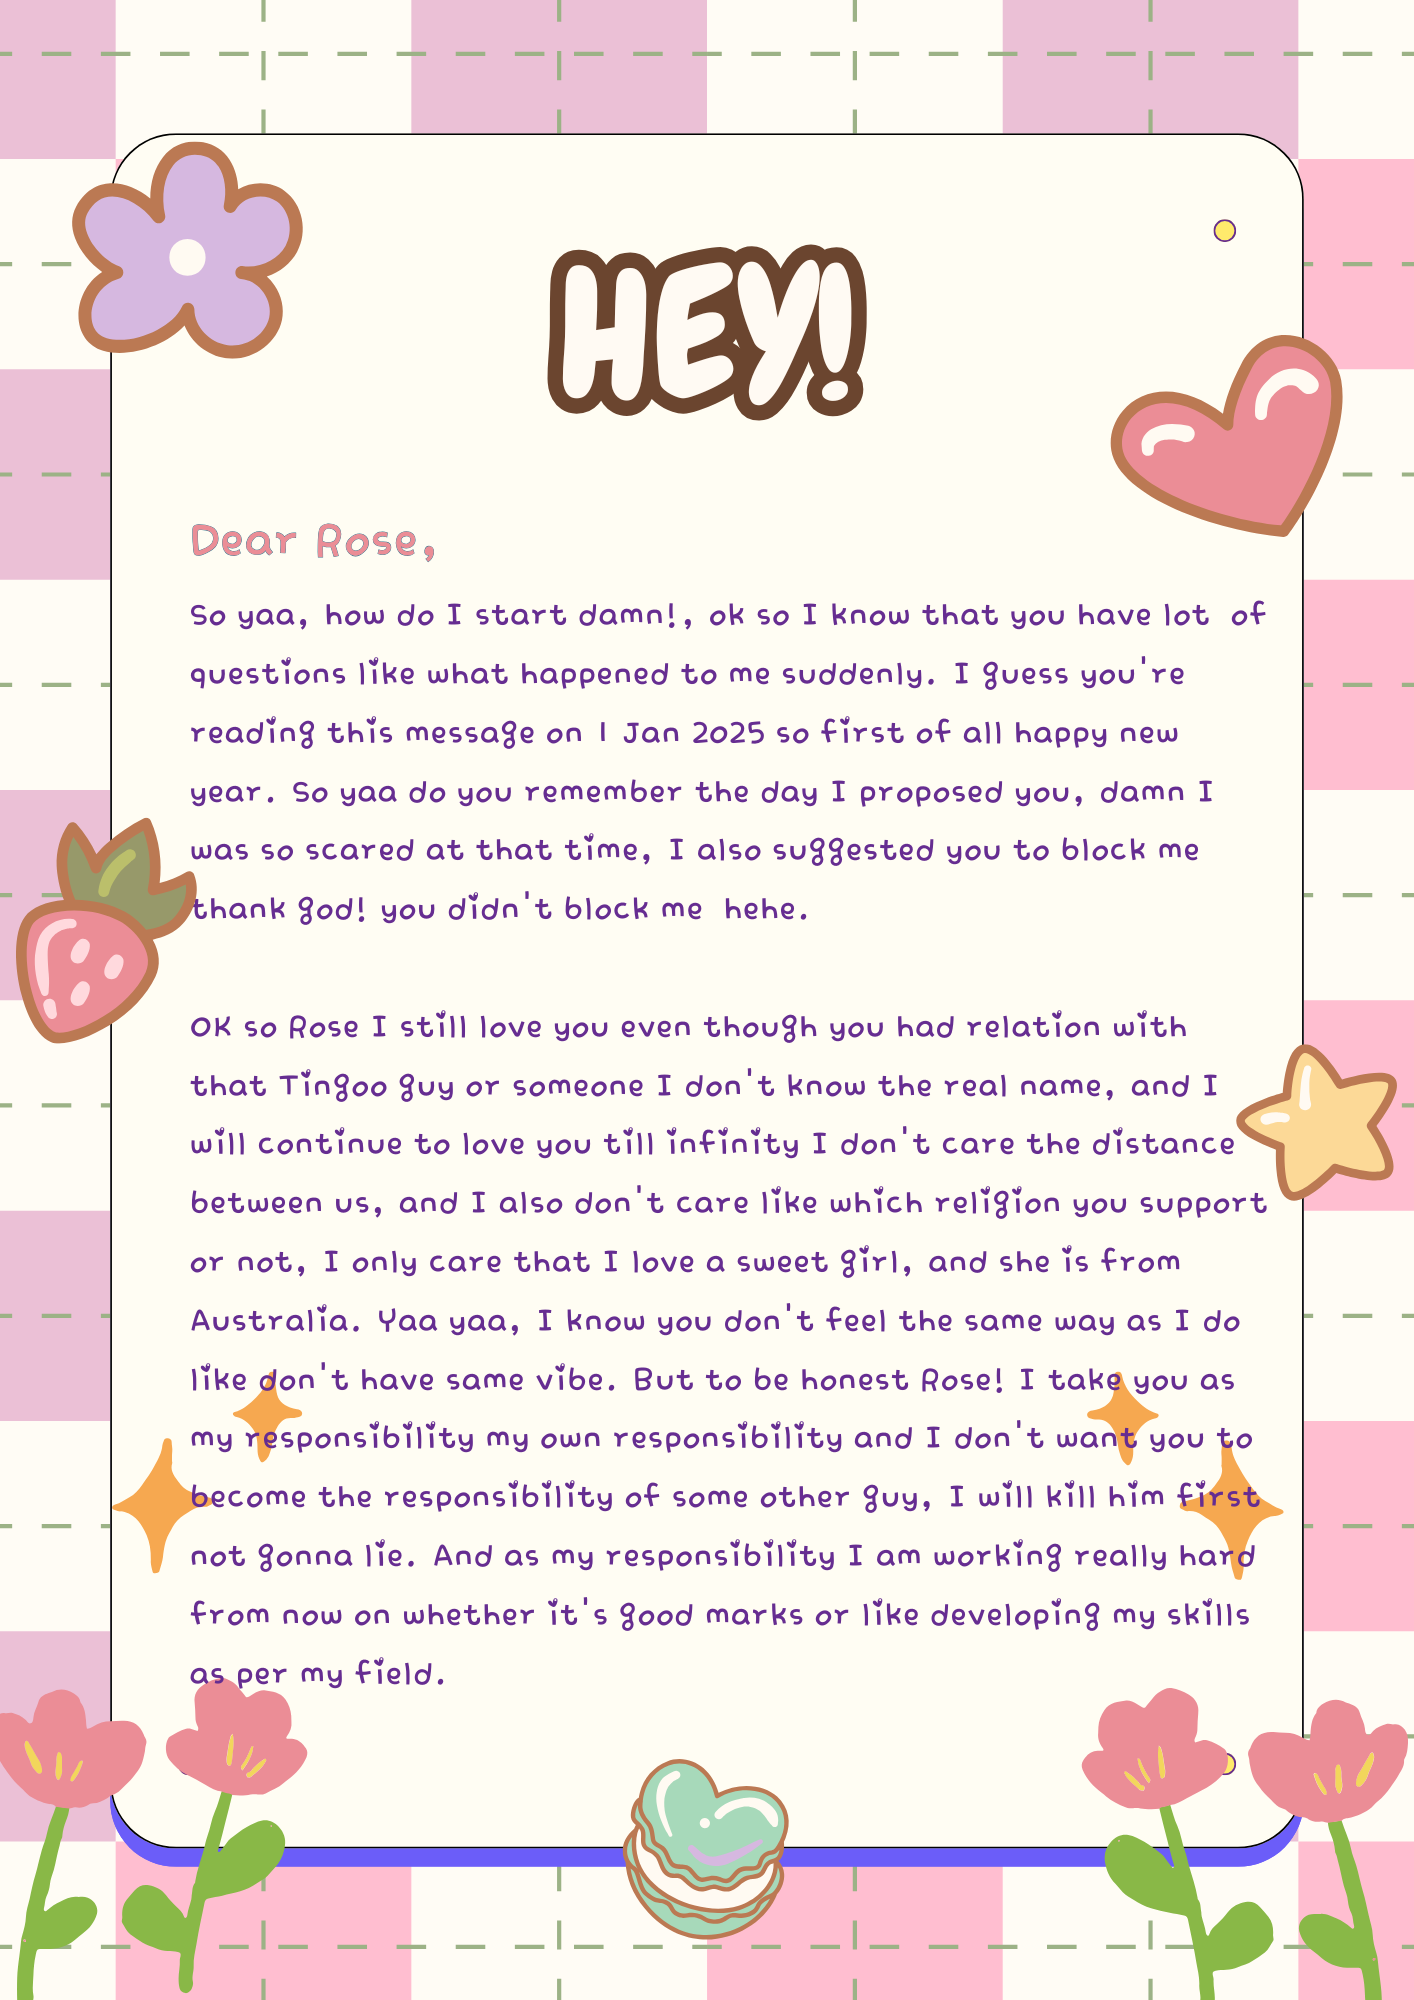 HEY!
Dear Rose,
So yaa, how do I start damn!, ok so I know that you have lot  of
questions like what happened to me suddenly. I guess you're
reading this message on 1 Jan 2025 so first of all happy new
year. So yaa do you remember the day I proposed you, damn I
was so scared at that time, I also suggested you to block me
thank god! you didn't block me  hehe.
OK so Rose I still love you even though you had relation with
that Tingoo guy or someone I don't know the real name, and I
will continue to love you till infinity I don't care the distance
between us, and I also don't care like which religion you support
or not, I only care that I love a sweet girl, and she is from
Australia. Yaa yaa, I know you don't feel the same way as I do
like don't have same vibe. But to be honest Rose! I take you as
my responsibility my own responsibility and I don't want you to
become the responsibility of some other guy, I will kill him first
not gonna lie. And as my responsibility I am working really hard
from now on whether it's good marks or like developing my skills
as per my field.